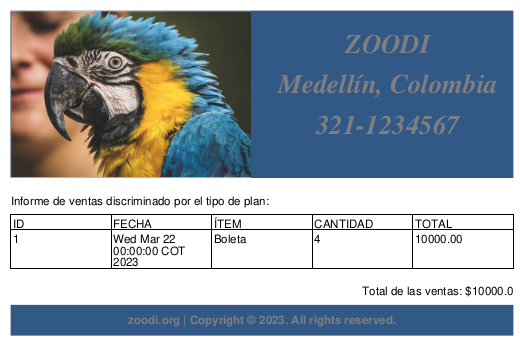 ZOODI
Medellín, Colombia
321-1234567
Informe de ventas discriminado por el tipo de plan:
ID FECHA ÍTEM CANTIDAD TOTAL
1 Wed Mar 22 Boleta 4 10000.00
00:00:00 COT
2023
Total de las ventas: $10000.0
zoodi.org | Copyright © 2023. All rights reserved.